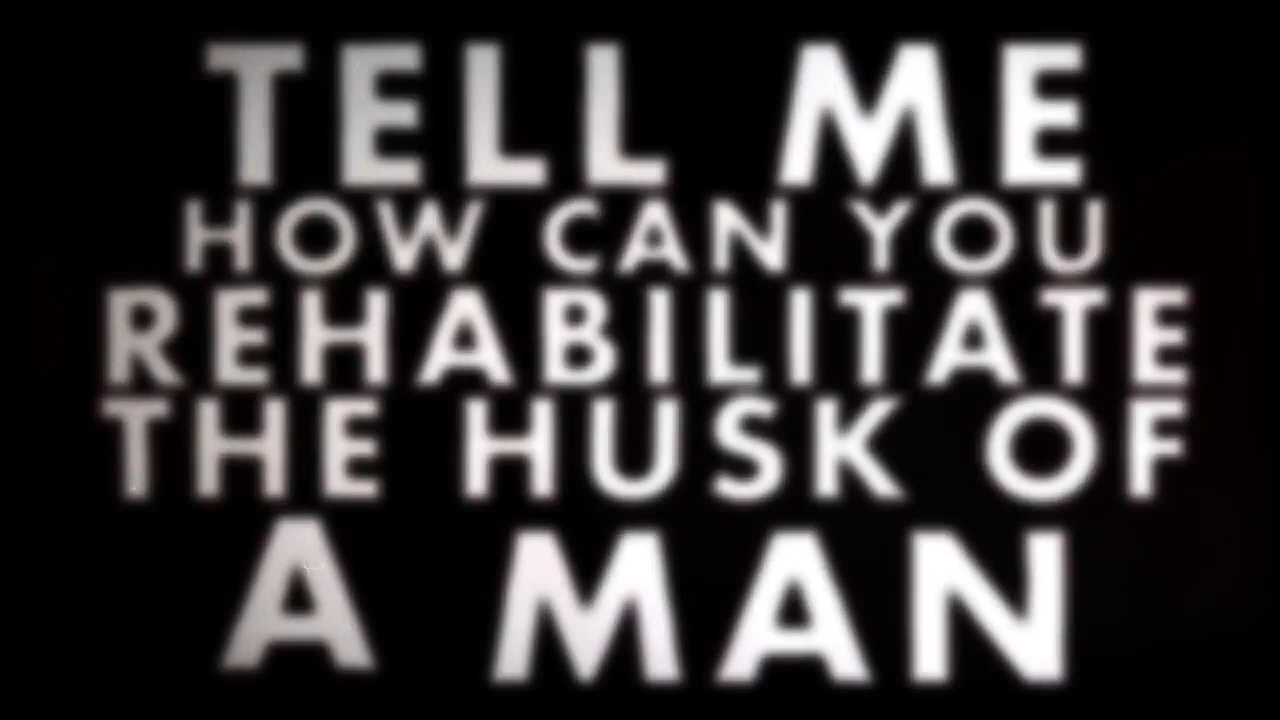 TELL ME
HOW CAN YOU
REHABILITATE
THE HUSK OF
A MAN